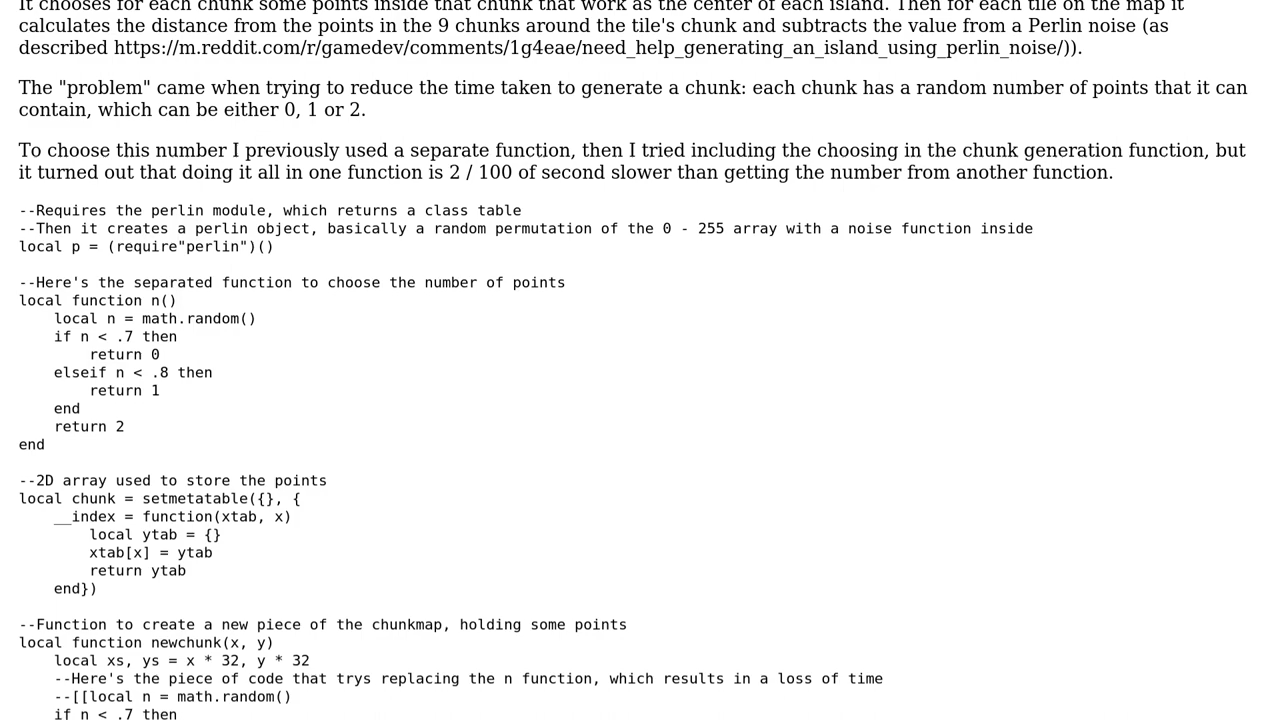 It chooses for each chunk some points inside that chunk that work as the center of each island. Then for each tile on the map it
calculates the distance from the points in the 9 chunks around the tile's chunk and subtracts the value from a Perlin noise (as
described https://m.reddit.com/r/gamedev/comments/1g4eae/need_help_generating_an_island_using_perlin_noise/)).
The "problem" came when trying to reduce the time taken to generate a chunk: each chunk has a random number of points that it can
contain, which can be either 0, 1 or 2.
To choose this number I previously used a separate function, then I tried including the choosing in the chunk generation function, but
it turned out that doing it all in one function is 2 / 100 of second slower than getting the number from another function.
--Requires the perlin module, which returns a class table
--Then it creates a perlin object, basically a random permutation of the 0 - 255 array with a noise function inside
local p = (require"perlin")()
--Here's the separated function to choose the number of points
local function n()
    local n = math.random()
    if n < .7 then
        return 0
    elseif n < .8 then
        return 1
    end
    return 2
end
--2D array used to store the points
local chunk = setmetatable({}, {
    __index = function(xtab, x)
        local ytab = {}
        xtab[x] = ytab
        return ytab
    end})
--Function to create a new piece of the chunkmap, holding some points
local function newchunk(x, y)
    local xs, ys = x * 32, y * 32
    --Here's the piece of code that trys replacing the n function, which results in a loss of time
    --[[local n = math.random()
    if n < .7 then